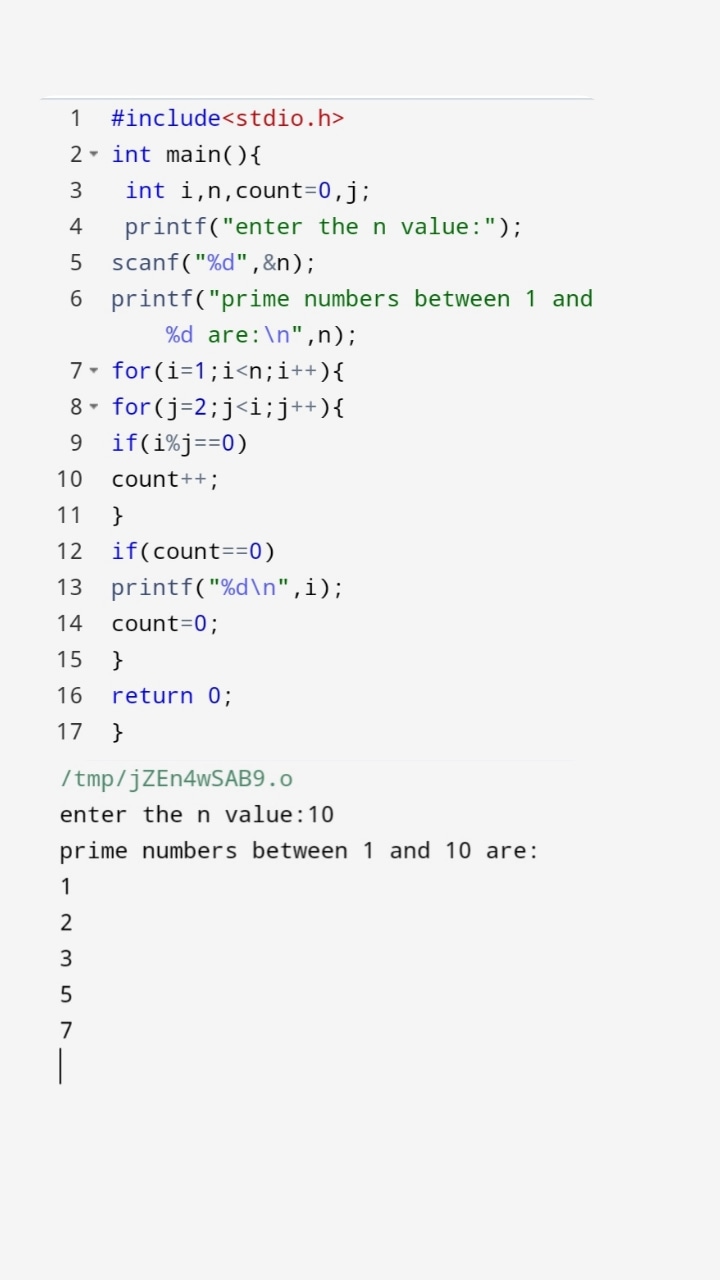 1 #include<stdio.h>
2 int main(){
3 int i,n,count=0,j;
4 printf("enter the n value:");
5 scanf("%d",&n);
6 printf("prime numbers between 1 and
%d are:\n",n);
7 for(i=1;i<n;i++){
8 for(j=2;j<i;j++){
9 if(i%j==0)
10 count++;
11 }
12 if(count==0)
13 printf("%d\n",i);
14 count=0;
15 }
16 return 0;
17 }
/tmp/jZEn4wSAB9.o
enter the n value:10
prime numbers between 1 and 10 are:
1
2
3
5
7